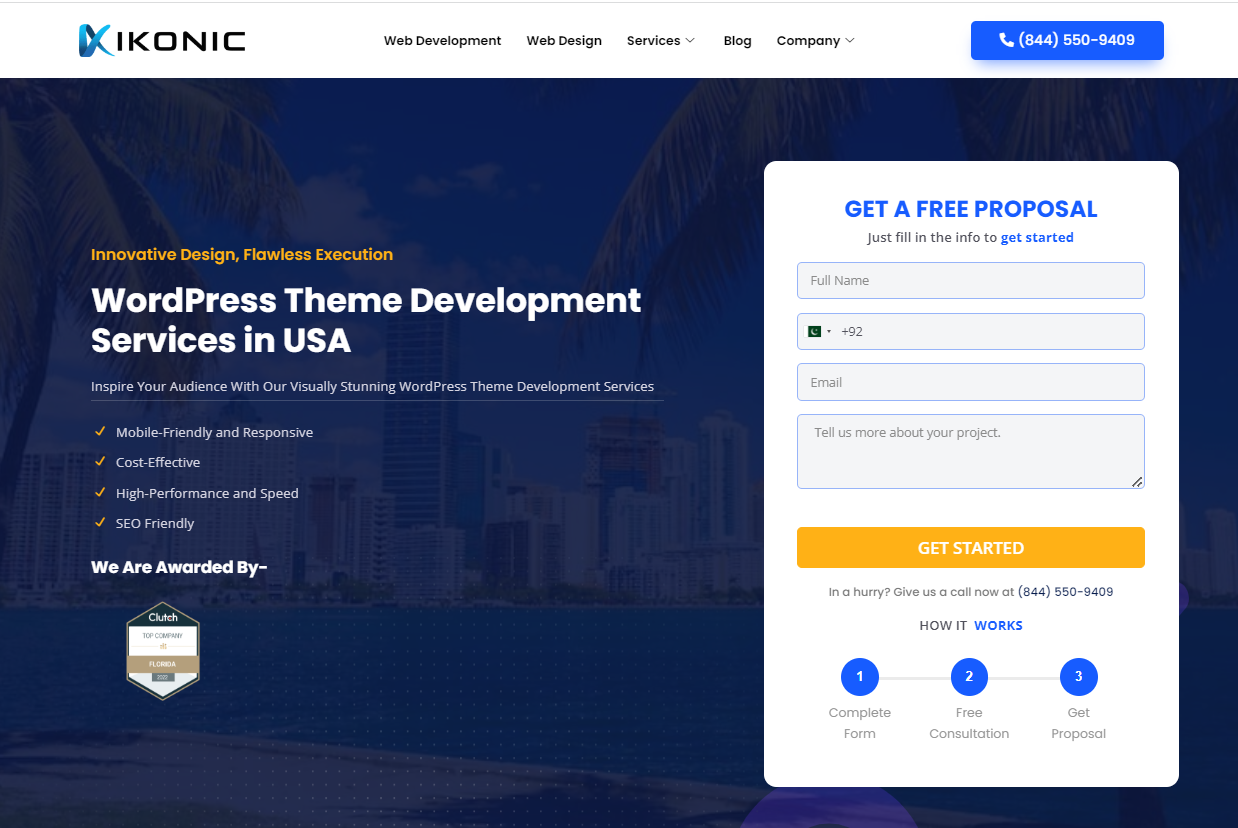 IKONIC
Web Development
Web Design
Services
Blog
Company
(844) 550-9409
Innovative Design, Flawless Execution
WordPress Theme Development
Services in USA
Inspire Your Audience With Our Visually Stunning WordPress Theme Development Services
Mobile-Friendly and Responsive
Cost-Effective
High-Performance and Speed
SEO Friendly
We Are Awarded By-
Clutch
TOP COMPANY
FLORIDA
2022
GET A FREE PROPOSAL
Just fill in the info to get started
Full Name
+92
Email
Tell us more about your project.
GET STARTED
In a hurry? Give us a call now at (844) 550-9409
HOW IT WORKS
1
2
3
Complete
Form
Free
Consultation
Get
Proposal